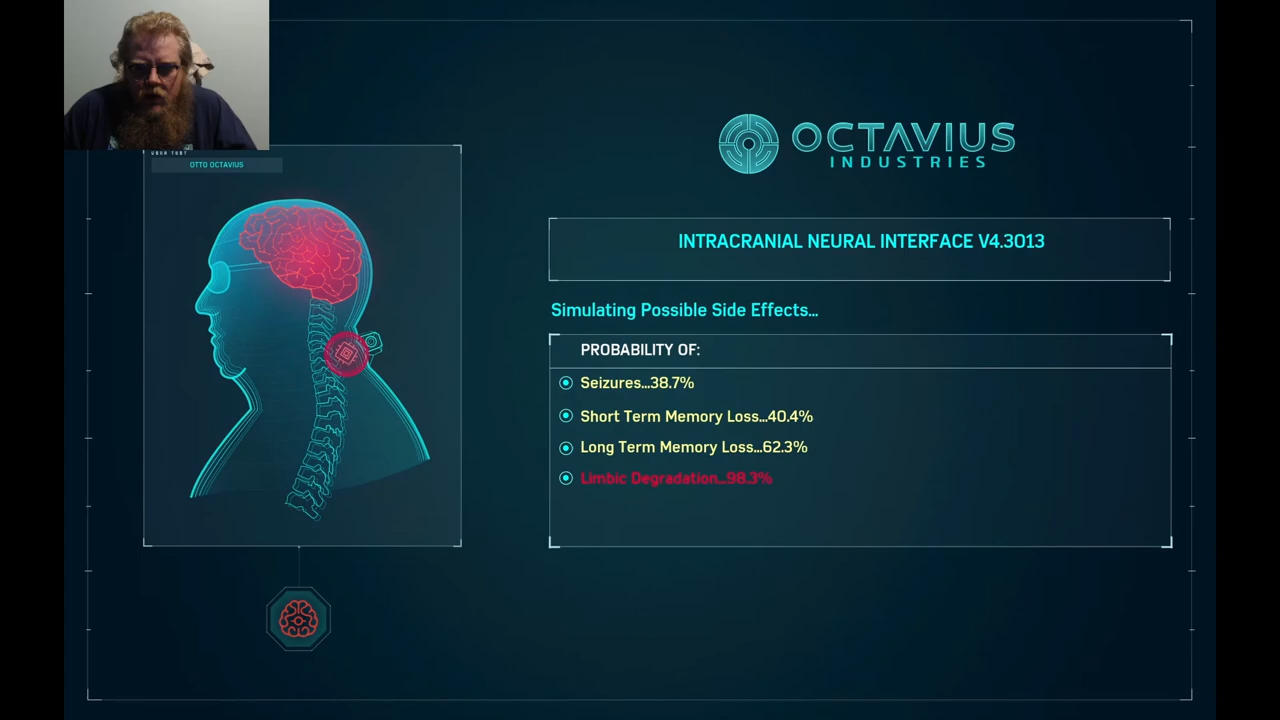 OTTO OCTAVIUS
OCTAVIUS
INDUSTRIES
INTRACRANIAL NEURAL INTERFACE V4.3013
Simulating Possible Side Effects...
PROBABILITY OF:
Seizures...38.7%
Short Term Memory Loss...40.4%
Long Term Memory Loss...62.3%
Limbic Degradation...98.3%